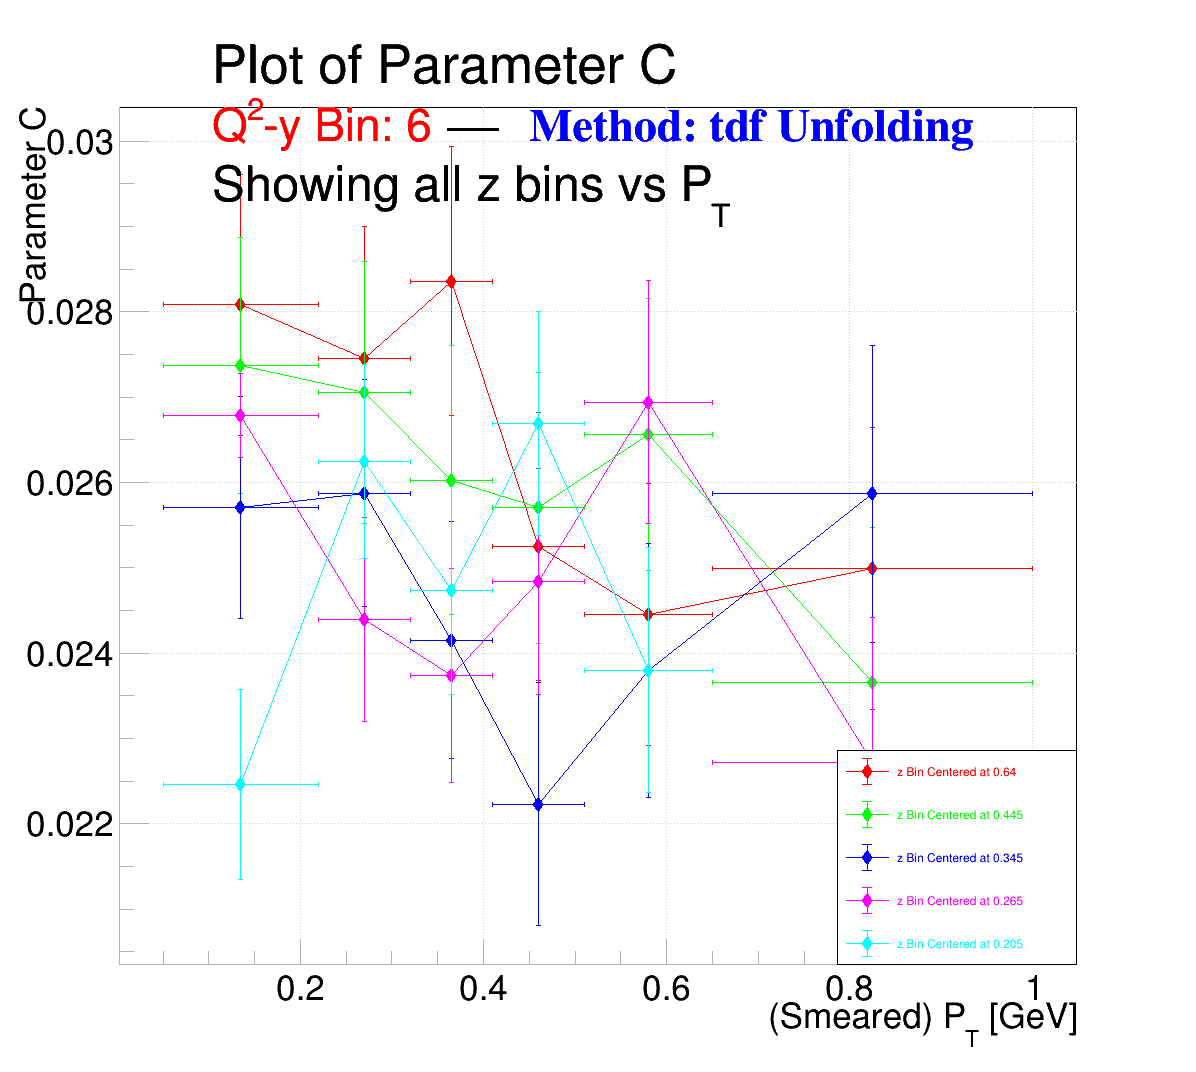 Plot of Parameter C
Q²-y Bin: 6 — Method: tdf Unfolding
Showing all z bins vs P_T
Parameter C
0.03
0.028
0.026
0.024
0.022
z Bin Centered at 0.64
z Bin Centered at 0.445
z Bin Centered at 0.345
z Bin Centered at 0.265
z Bin Centered at 0.205
0.2 0.4 0.6 0.8 1
(Smeared) P_T [GeV]